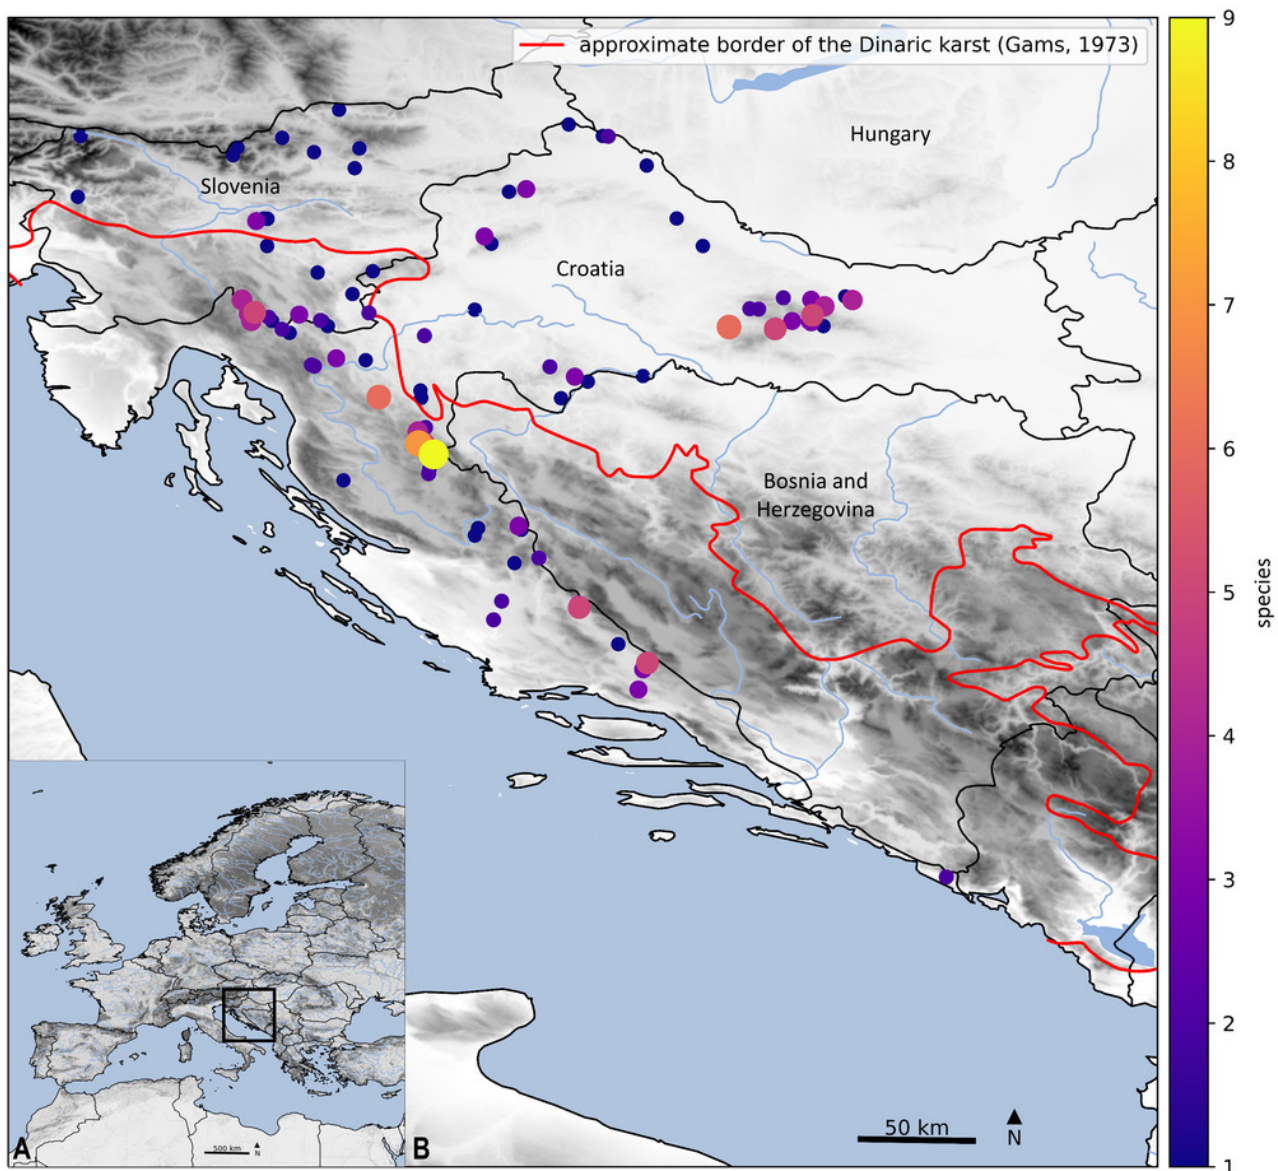 approximate border of the Dinaric karst (Gams, 1973)
Hungary
Slovenia
Croatia
Bosnia and
Herzegovina
9
8
7
6
5
4
3
2
1
species
50 km
N
500 km
N
A
B